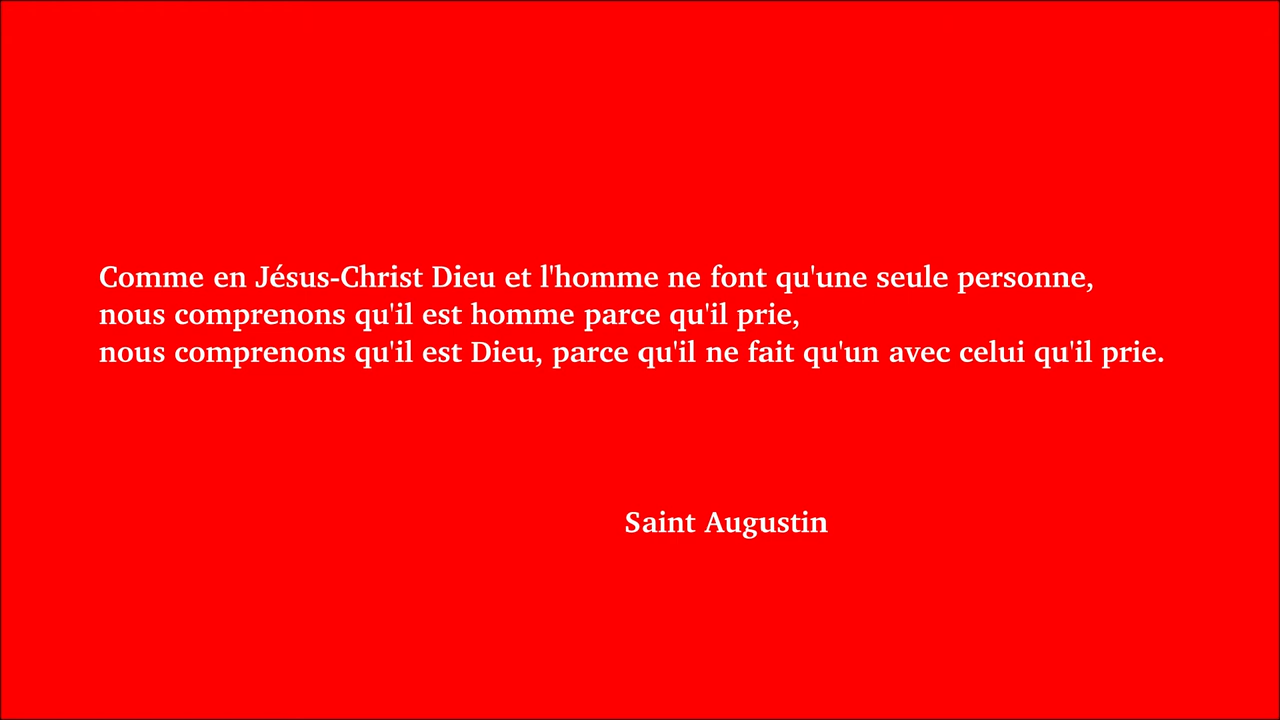 Comme en Jésus-Christ Dieu et l'homme ne font qu'une seule personne,
nous comprenons qu'il est homme parce qu'il prie,
nous comprenons qu'il est Dieu, parce qu'il ne fait qu'un avec celui qu'il prie.
Saint Augustin